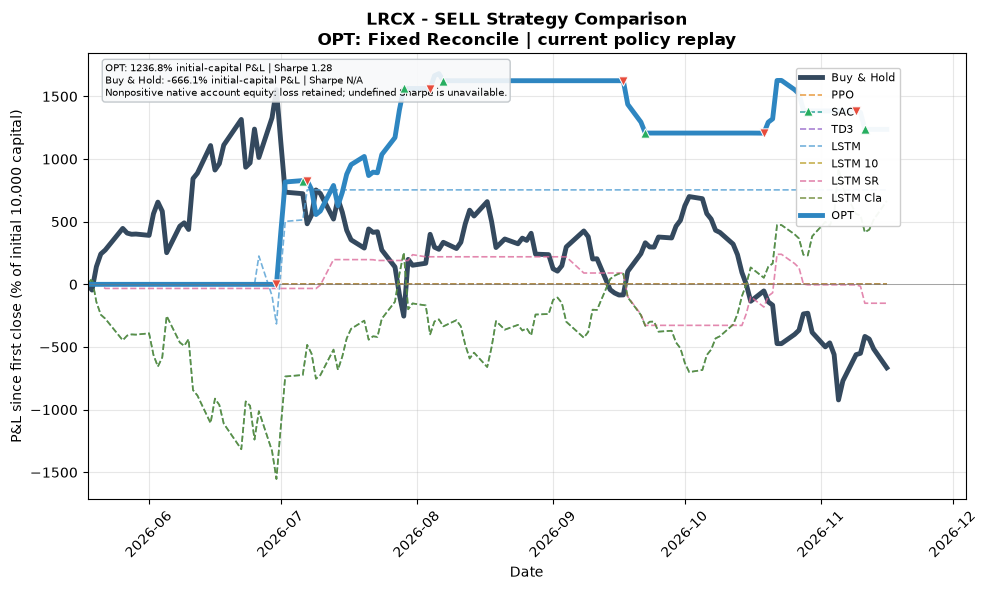 LRCX - SELL Strategy Comparison
OPT: Fixed Reconcile | current policy replay
OPT: 1236.8% initial-capital P&L | Sharpe 1.28
Buy & Hold: -666.1% initial-capital P&L | Sharpe N/A
Nonpositive native account equity: loss retained; undefined Sharpe is unavailable.
Buy & Hold
PPO
SAC
TD3
LSTM
LSTM 10
LSTM SR
LSTM Cla
OPT
P&L since first close (% of initial 10,000 capital)
1500
1000
500
0
−500
−1000
−1500
2026-06
2026-07
2026-08
2026-09
2026-10
2026-11
2026-12
Date